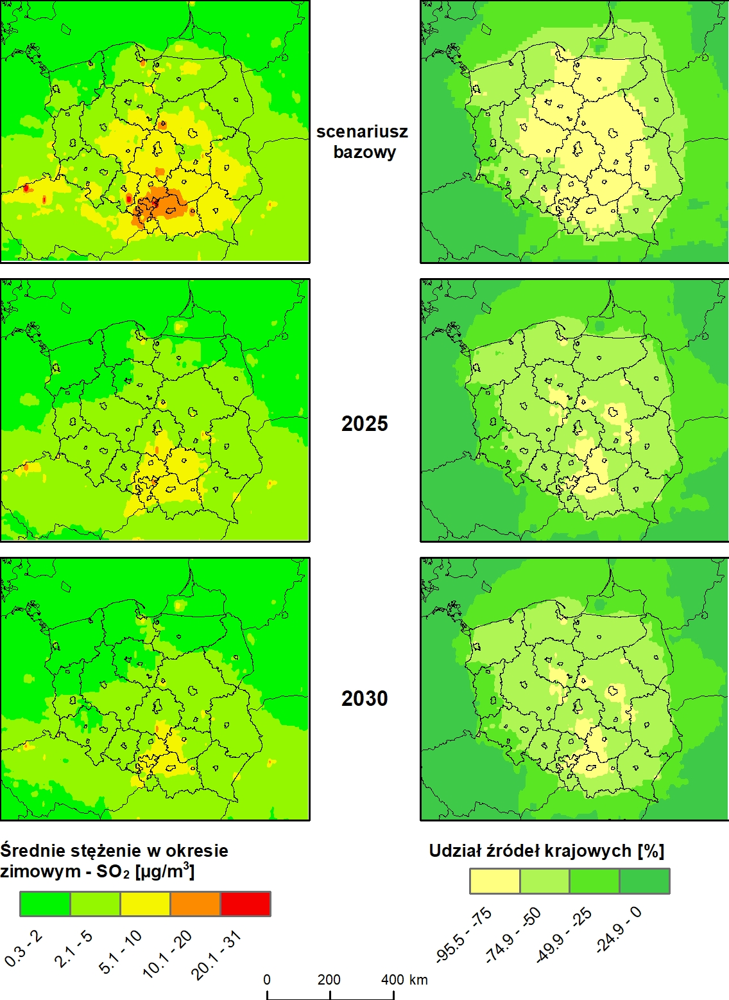 scenariusz
bazowy
2025
2030
Średnie stężenie w okresie
zimowym - SO₂ [µg/m³]
0.3 - 2
2.1 - 5
5.1 - 10
10.1 - 20
20.1 - 31
Udział źródeł krajowych [%]
-95.5 - -75
-74.9 - -50
-49.9 - -25
-24.9 - 0
0 200 400 km